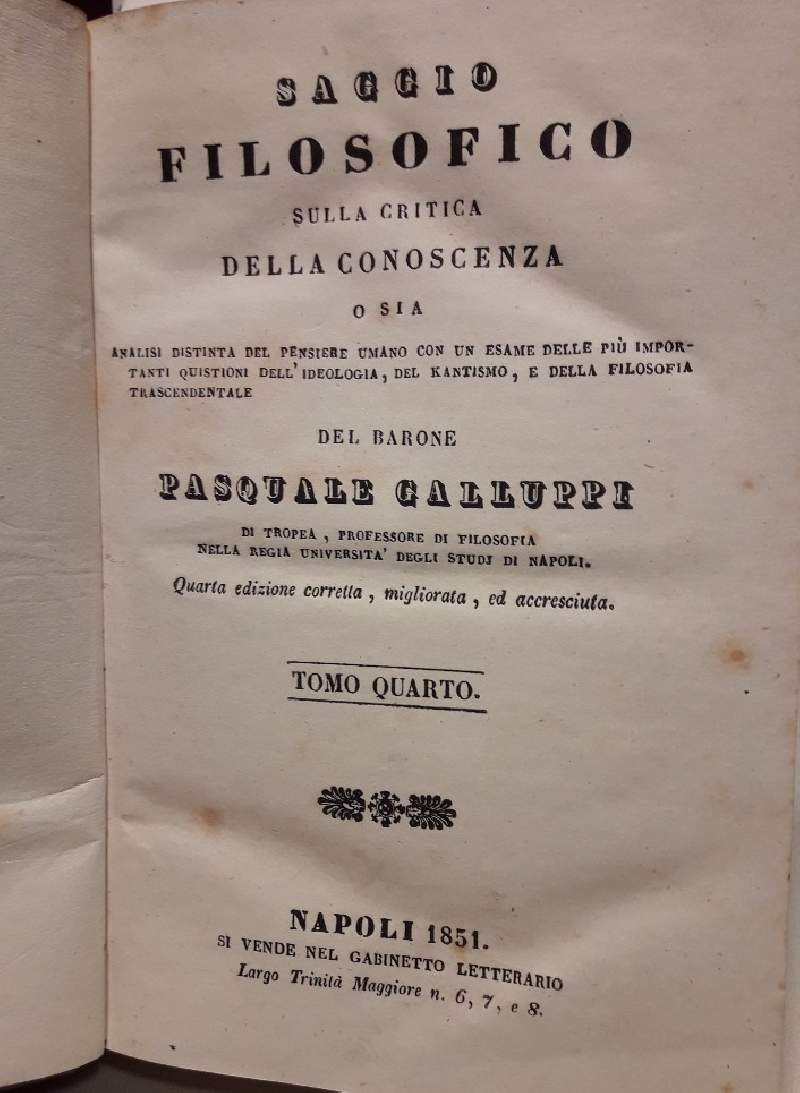 SAGGIO
FILOSOFICO
SULLA CRITICA
DELLA CONOSCENZA
O SIA
ANALISI DISTINTA DEL PENSIERE UMANO CON UN ESAME DELLE PIÙ IMPOR-
TANTI QUISTIONI DELL'IDEOLOGIA, DEL KANTISMO, E DELLA FILOSOFIA
TRASCENDENTALE
DEL BARONE
PASQUALE GALLUPPI
DI TROPEA, PROFESSORE DI FILOSOFIA
NELLA REGIA UNIVERSITA' DEGLI STUDJ DI NAPOLI.
Quarta edizione corretta, migliorata, ed accresciuta.
TOMO QUARTO.
NAPOLI 1851.
SI VENDE NEL GABINETTO LETTERARIO
Largo Trinità Maggiore n. 6, 7, e 8.